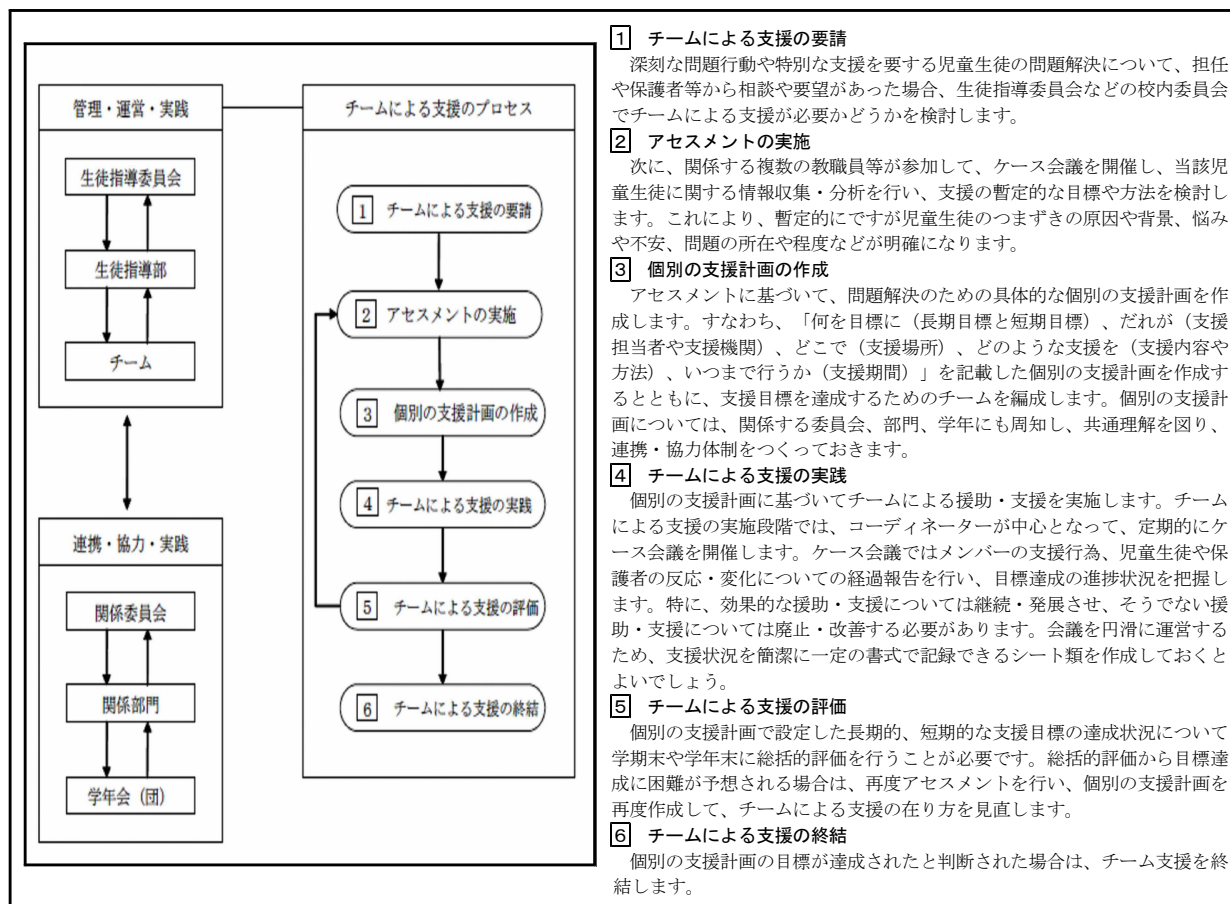 管理・運営・実践
生徒指導委員会
生徒指導部
チーム
連携・協力・実践
関係委員会
関係部門
学年会(団)
チームによる支援のプロセス
1 チームによる支援の要請
2 アセスメントの実施
3 個別の支援計画の作成
4 チームによる支援の実践
5 チームによる支援の評価
6 チームによる支援の終結
1 チームによる支援の要請
深刻な問題行動や特別な支援を要する児童生徒の問題解決について、担任
や保護者等から相談や要望があった場合、生徒指導委員会などの校内委員会
でチームによる支援が必要かどうかを検討します。
2 アセスメントの実施
次に、関係する複数の教職員等が参加して、ケース会議を開催し、当該児
童生徒に関する情報収集・分析を行い、支援の暫定的な目標や方法を検討し
ます。これにより、暫定的にですが児童生徒のつまずきの原因や背景、悩み
や不安、問題の所在や程度などが明確になります。
3 個別の支援計画の作成
アセスメントに基づいて、問題解決のための具体的な個別の支援計画を作
成します。すなわち、「何を目標に(長期目標と短期目標)、だれが(支援
担当者や支援機関)、どこで(支援場所)、どのような支援を(支援内容や
方法)、いつまで行うか(支援期間)」を記載した個別の支援計画を作成す
るとともに、支援目標を達成するためのチームを編成します。個別の支援計
画については、関係する委員会、部門、学年にも周知し、共通理解を図り、
連携・協力体制をつくっておきます。
4 チームによる支援の実践
個別の支援計画に基づいてチームによる援助・支援を実施します。チーム
による支援の実施段階では、コーディネーターが中心となって、定期的にケ
ース会議を開催します。ケース会議ではメンバーの支援行為、児童生徒や保
護者の反応・変化についての経過報告を行い、目標達成の進捗状況を把握し
ます。特に、効果的な援助・支援については継続・発展させ、そうでない援
助・支援については廃止・改善する必要があります。会議を円滑に運営する
ため、支援状況を簡潔に一定の書式で記録できるシート類を作成しておくと
よいでしょう。
5 チームによる支援の評価
個別の支援計画で設定した長期的、短期的な支援目標の達成状況について
学期末や学年末に総括的評価を行うことが必要です。総括的評価から目標達
成に困難が予想される場合は、再度アセスメントを行い、個別の支援計画を
再度作成して、チームによる支援の在り方を見直します。
6 チームによる支援の終結
個別の支援計画の目標が達成されたと判断された場合は、チーム支援を終
結します。